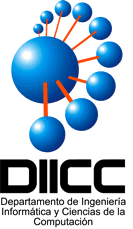 DIICC
Departamento de Ingeniería
Informática y Ciencias de la
Computación